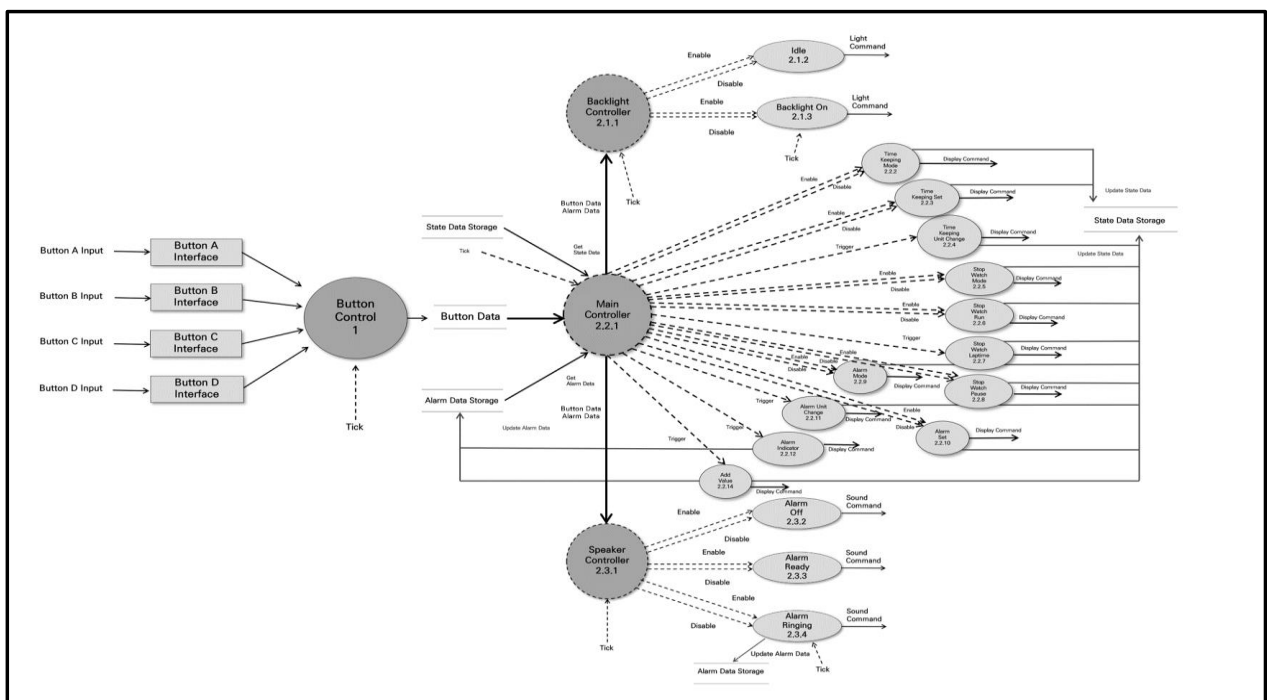 Light
Command
Enable
Idle
2.1.2
Disable
Backlight
Controller
2.1.1
Enable
Backlight On
2.1.3
Light
Command
Disable
Tick
Tick
Button Data
Alarm Data
Time
Keeping
Mode
2.2.2
Display Command
Enable
Disable
Update State Data
Time
Keeping Set
2.2.3
Display Command
Enable
Disable
State Data Storage
State Data Storage
Get
State Data
Tick
Time
Keeping
Unit Change
2.2.4
Display Command
Trigger
Update State Data
Button A Input
Button A
Interface
Button B Input
Button B
Interface
Button C Input
Button C
Interface
Button D Input
Button D
Interface
Button
Control
1
Tick
Button Data
Main
Controller
2.2.1
Enable
Disable
Stop
Watch
Mode
2.2.5
Display Command
Enable
Disable
Stop
Watch
Run
2.2.6
Display Command
Trigger
Stop
Watch
Laptime
2.2.7
Display Command
Enable
Disable
Enable
Disable
Alarm
Mode
2.2.9
Display Command
Stop
Watch
Pause
2.2.8
Display Command
Get
Alarm Data
Alarm Data Storage
Button Data
Alarm Data
Update Alarm Data
Trigger
Alarm Unit
Change
2.2.11
Display Command
Enable
Disable
Alarm
Set
2.2.10
Display Command
Trigger
Alarm
Indicator
2.2.12
Display Command
Trigger
Add
Value
2.2.14
Display Command
Speaker
Controller
2.3.1
Tick
Enable
Disable
Alarm
Off
2.3.2
Sound
Command
Enable
Disable
Alarm
Ready
2.3.3
Sound
Command
Enable
Disable
Alarm
Ringing
2.3.4
Sound
Command
Update Alarm Data
Tick
Alarm Data Storage